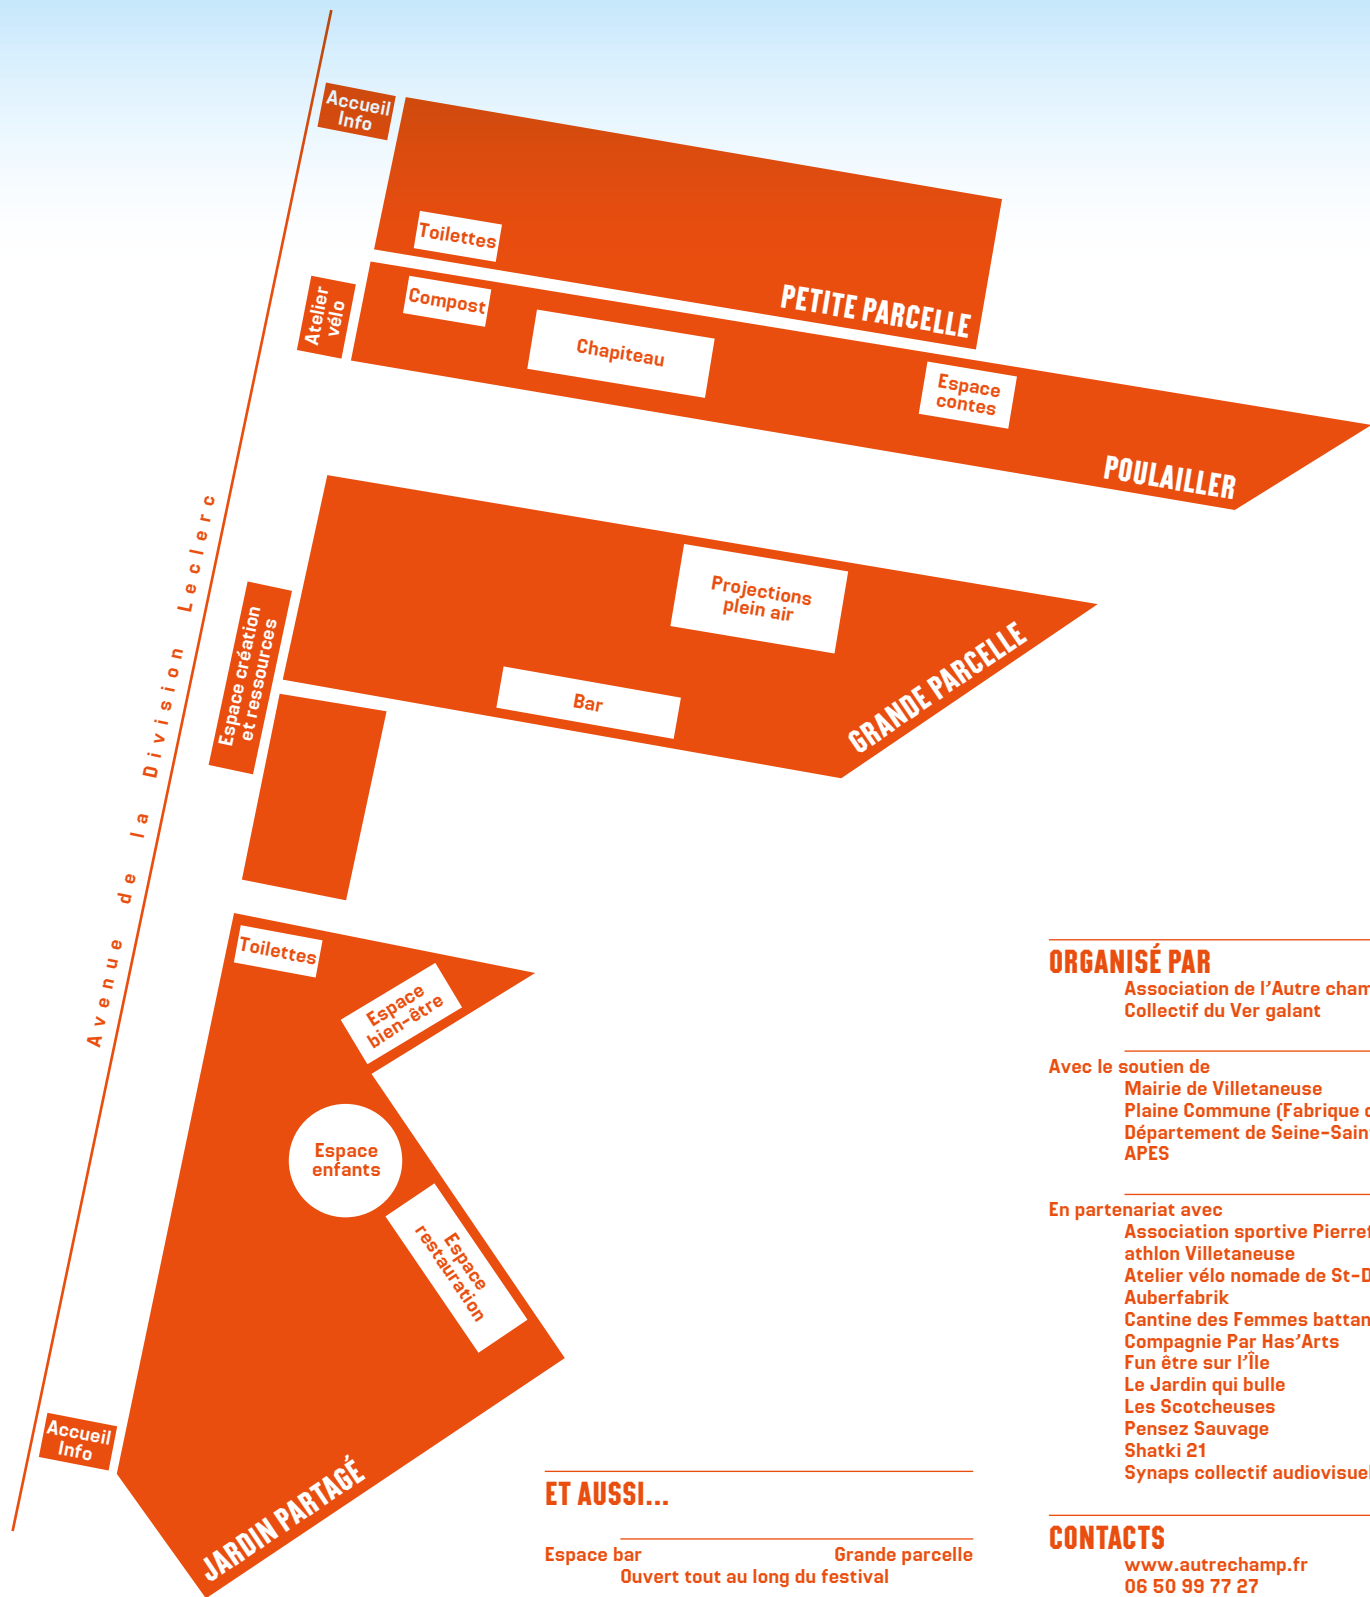 Accueil
Info
Toilettes
PETITE PARCELLE
Atelier
vélo
Compost
Chapiteau
Espace
contes
POULAILLER
Avenue de la Division Leclerc
Projections
plein air
GRANDE PARCELLE
Bar
Espace création
et ressources
Toilettes
Espace
bien-être
Espace
enfants
Espace
restauration
Accueil
Info
JARDIN PARTAGÉ
ET AUSSI...
Espace bar Grande parcelle
Ouvert tout au long du festival
ORGANISÉ PAR
Association de l'Autre cham
Collectif du Ver galant
Avec le soutien de
Mairie de Villetaneuse
Plaine Commune (Fabrique
Département de Seine-Sain
APES
En partenariat avec
Association sportive Pierref
athlon Villetaneuse
Atelier vélo nomade de St-D
Auberfabrik
Cantine des Femmes battan
Compagnie Par Has'Arts
Fun être sur l'Île
Le Jardin qui bulle
Les Scotcheuses
Pensez Sauvage
Shatki 21
Synaps collectif audiovisuel
CONTACTS
www.autrechamp.fr
06 50 99 77 27